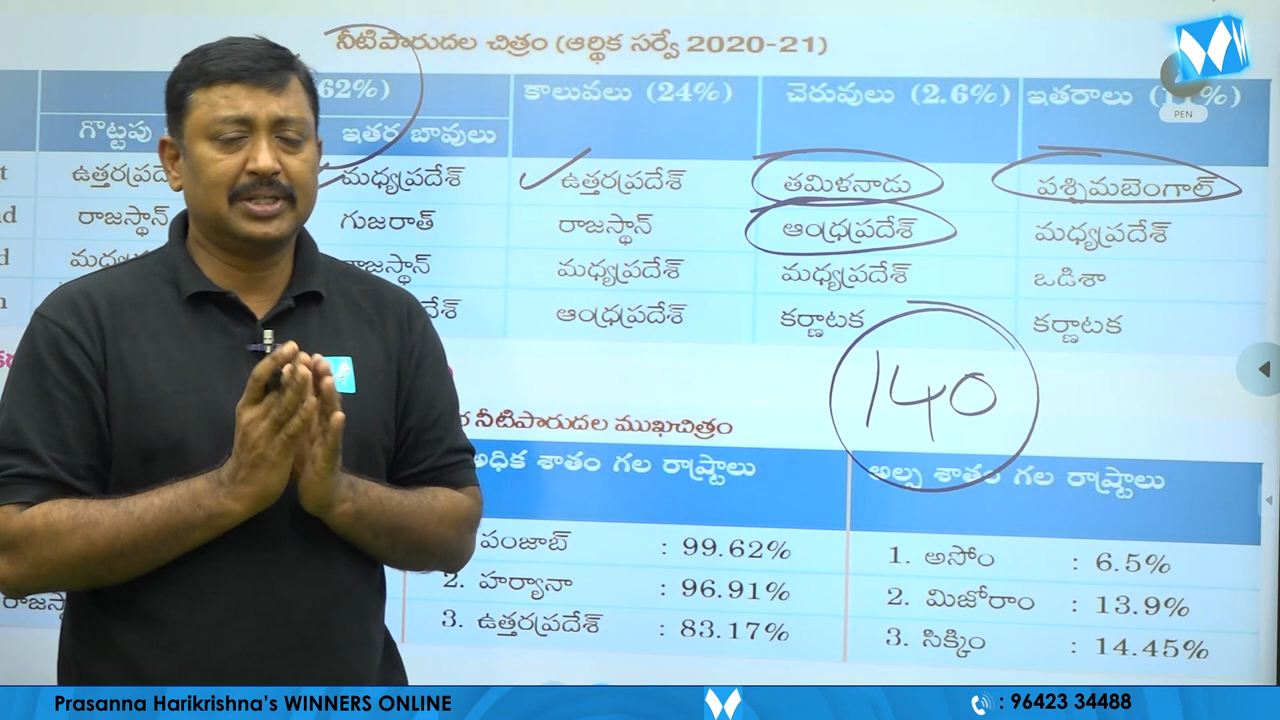 నీటిపారుదల చిత్రం (ఆర్థిక సర్వే 2020-21)
62%) కాలువలు (24%) చెరువులు (2.6%) ఇతరాలు
PEN
గొట్టపు ఇతర బావులు
మధ్యప్రదేశ్ ఉత్తరప్రదేశ్ తమిళనాడు పశ్చిమబెంగాల్
రాజస్థాన్ గుజరాత్ రాజస్థాన్ ఆంధ్రప్రదేశ్ మధ్యప్రదేశ్
మధ్యప్రదేశ్ మధ్యప్రదేశ్ ఒడిశా
ఆంధ్రప్రదేశ్ కర్ణాటక కర్ణాటక
140
నీటిపారుదల ముఖచిత్రం
అధిక శాతం గల రాష్ట్రాలు అల్ప శాతం గల రాష్ట్రాలు
పంజాబ్ : 99.62% 1. అసోం : 6.5%
2. హర్యానా : 96.91% 2. మిజోరాం : 13.9%
3. ఉత్తరప్రదేశ్ : 83.17% 3. సిక్కిం : 14.45%
Prasanna Harikrishna's WINNERS ONLINE : 96423 34488